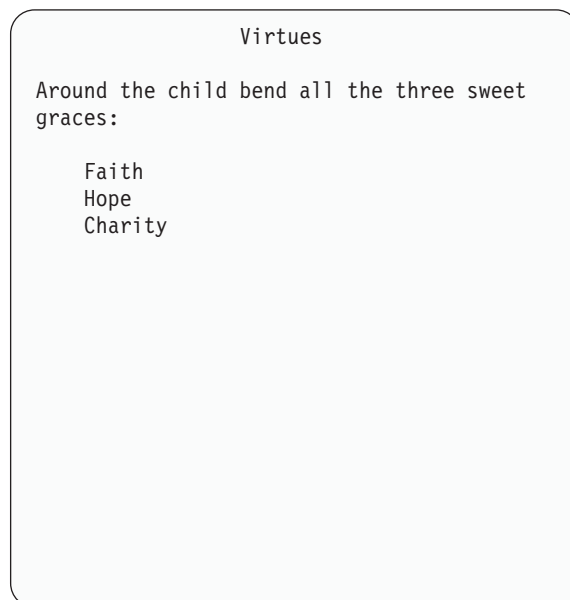 Virtues
Around the child bend all the three sweet
graces:
Faith
Hope
Charity